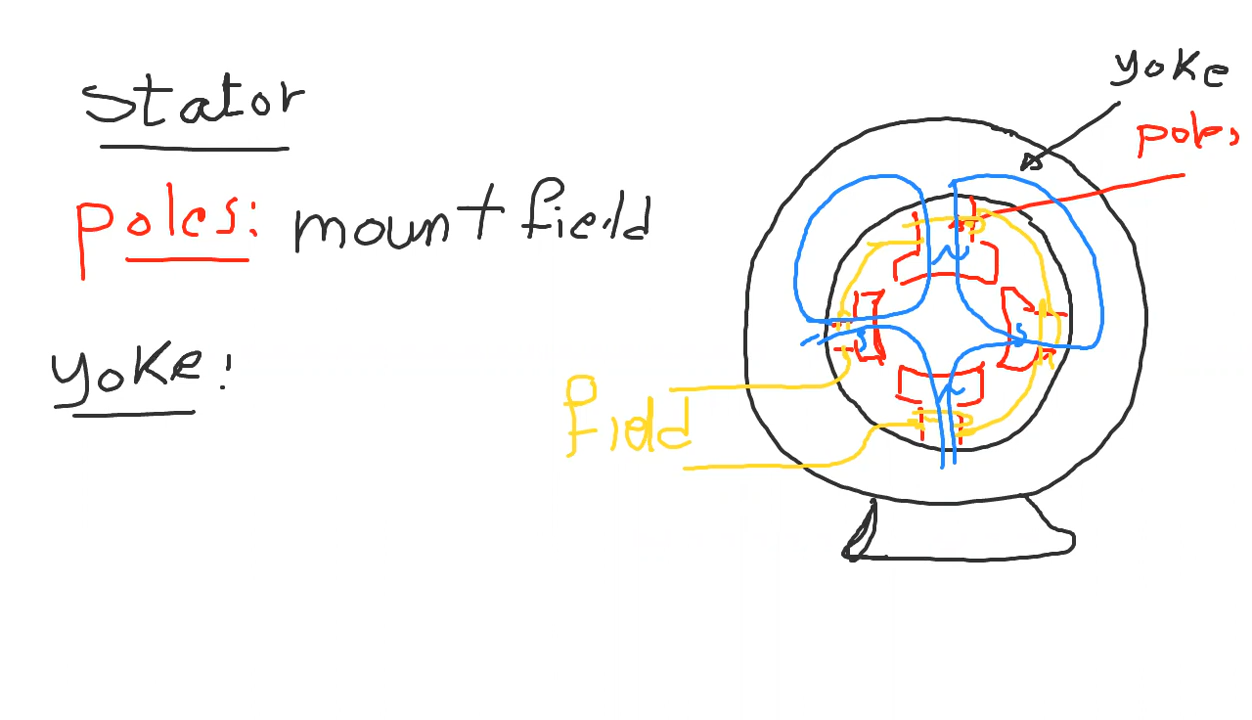 stator
poles: mount field
yoke:
yoke
poles
field
N
S
S
N